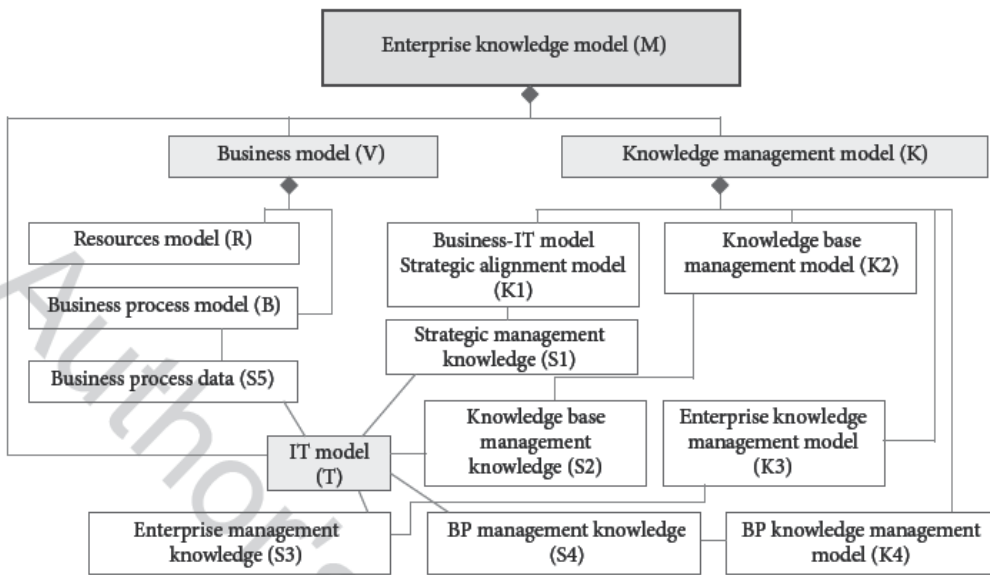 Enterprise knowledge model (M)
Business model (V)
Knowledge management model (K)
Resources model (R)
Business-IT model
Strategic alignment model
(K1)
Knowledge base
management model (K2)
Business process model (B)
Strategic management
knowledge (S1)
Business process data (S5)
Knowledge base
management
knowledge (S2)
Enterprise knowledge
management model
(K3)
IT model
(T)
Enterprise management
knowledge (S3)
BP management knowledge
(S4)
BP knowledge management
model (K4)
Author's